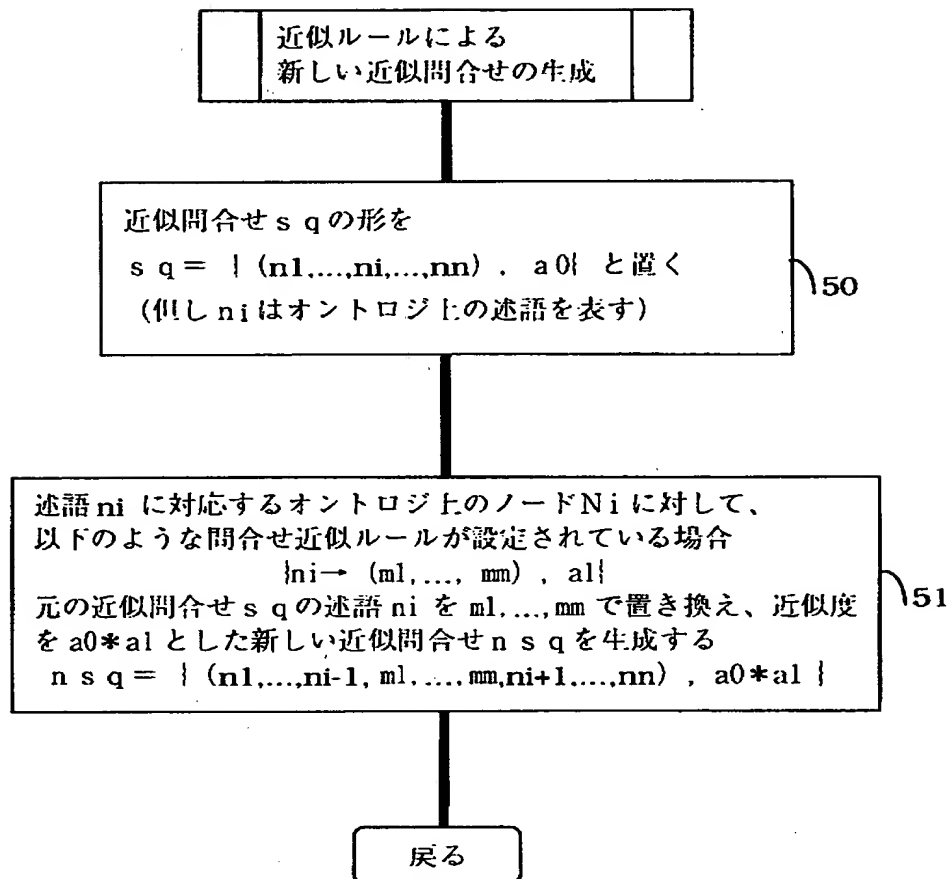 近似ルールによる
新しい近似問合せの生成
近似問合せｓｑの形を
ｓｑ＝ { (n1,...,ni,...,nn) , a0} と置く
(但しniはオントロジ上の述語を表す)
50
述語niに対応するオントロジ上のノードNiに対して、
以下のような問合せ近似ルールが設定されている場合
{ni→ (m1,..., mm) , a1}
元の近似問合せｓｑの述語niをm1,...,mmで置き換え、近似度
をa0*a1とした新しい近似問合せｎｓｑを生成する
ｎｓｑ＝ { (n1,...,ni-1, m1,...,mm,ni+1,...,nn) , a0*a1 }
51
戻る